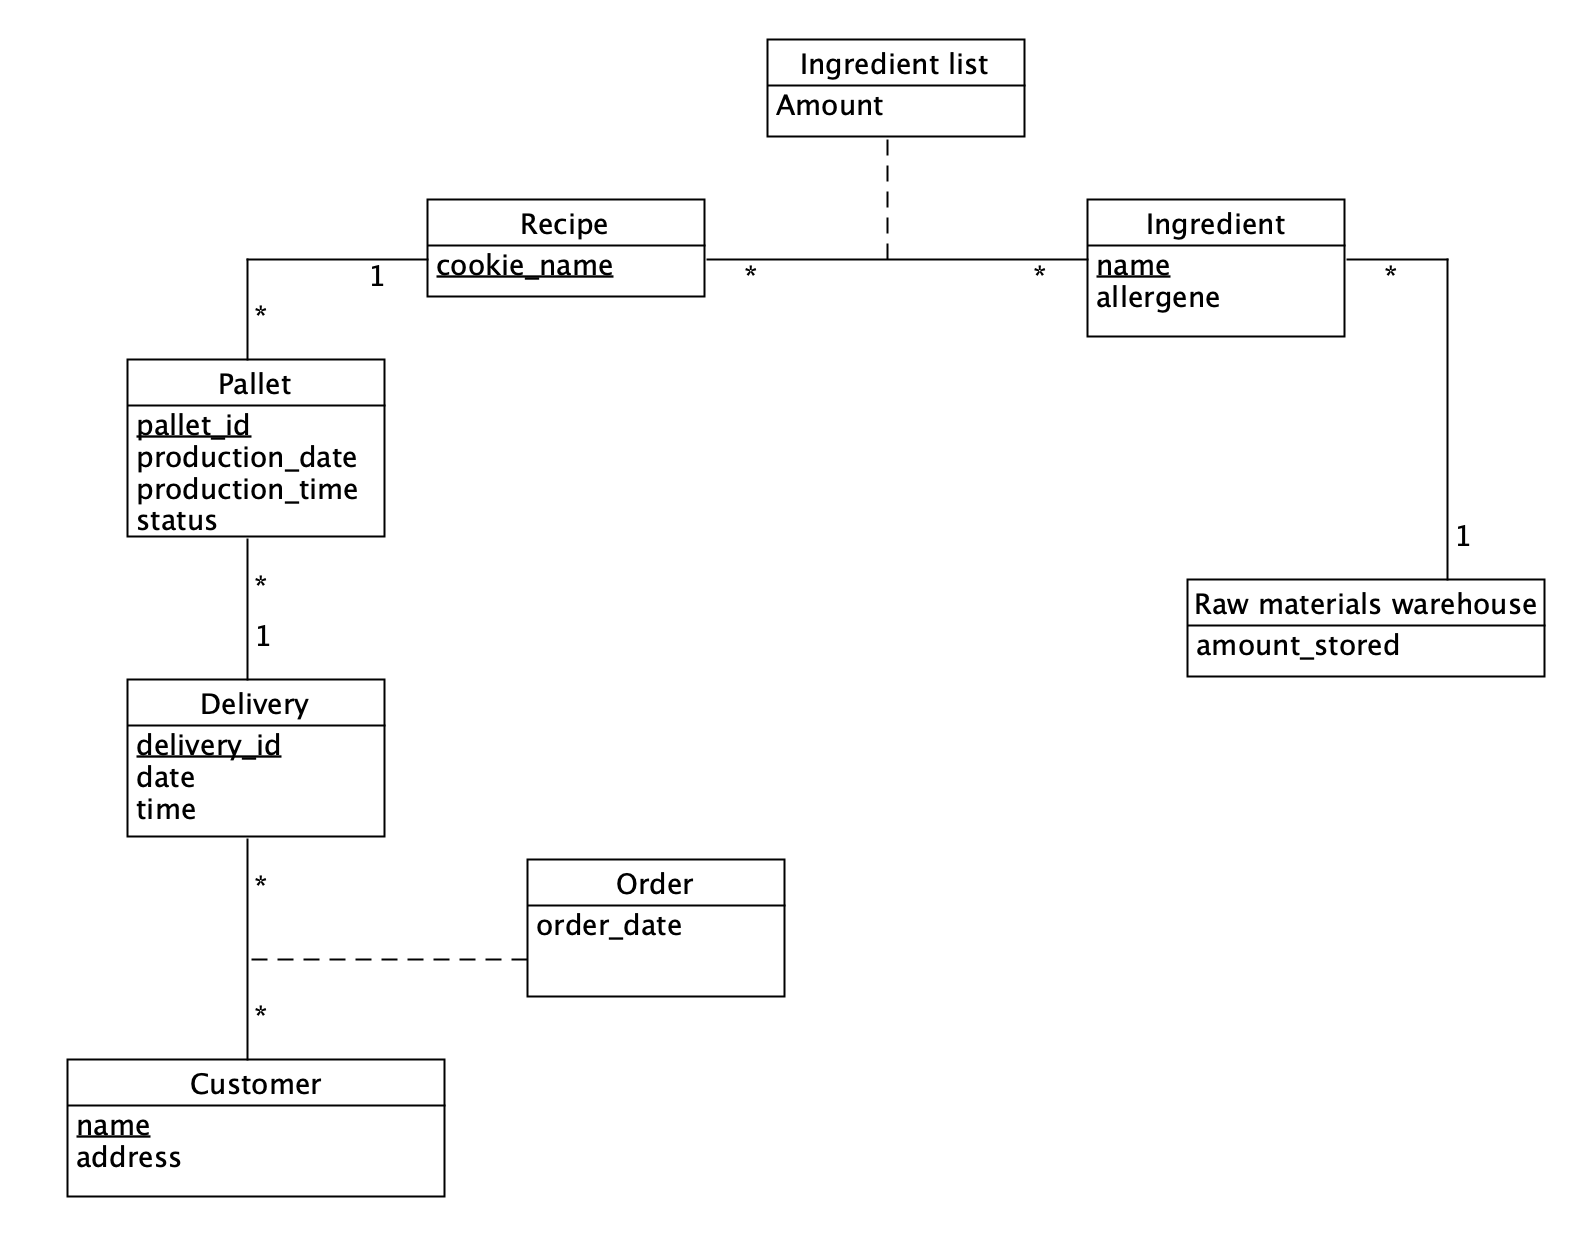 Ingredient list
Amount
Recipe
cookie_name
Ingredient
name
allergene
1
*
*
*
*
Pallet
pallet_id
production_date
production_time
status
*
1
1
Raw materials warehouse
amount_stored
Delivery
delivery_id
date
time
*
Order
order_date
*
Customer
name
address